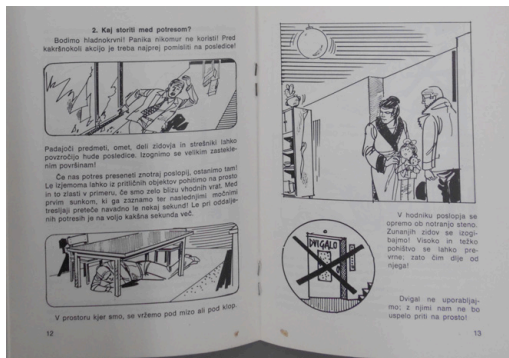 2. Kaj storiti med potresom?
Bodimo hladnokrvni! Panika nikomur ne koristi! Pred
kakršnokoli akcijo je treba najprej pomisliti na posledice!
Padajoči predmeti, omet, deli zidovja in strešniki lahko
povzročijo hude posledice. Izognimo se velikim zastekle-
nim površinam!
Če nas potres preseneti znotraj poslopij, ostanimo tam!
Le izjemoma lahko iz pritličnih objektov pohitimo na prosto
in to zlasti v primeru, če smo zelo blizu vhodnih vrat. Med
prvim sunkom, ki ga zaznamo ter naslednjimi močnimi
tresljaji preteče navadno le nekaj sekund! Le pri oddalje-
nih potresih je na voljo kakšna sekunda več.
V prostoru kjer smo, se vržemo pod mizo ali pod klop.
12
V hodniku poslopja se
opremo ob notranjo steno.
Zunanjih zidov se izogi-
bajmo! Visoko in težko
pohištvo se lahko pre-
vrne, zato čim dlje od
njega!
DVIGALO
Dvigal ne uporabljaj-
mo; z njimi nam ne bo
uspelo priti na prosto!
13